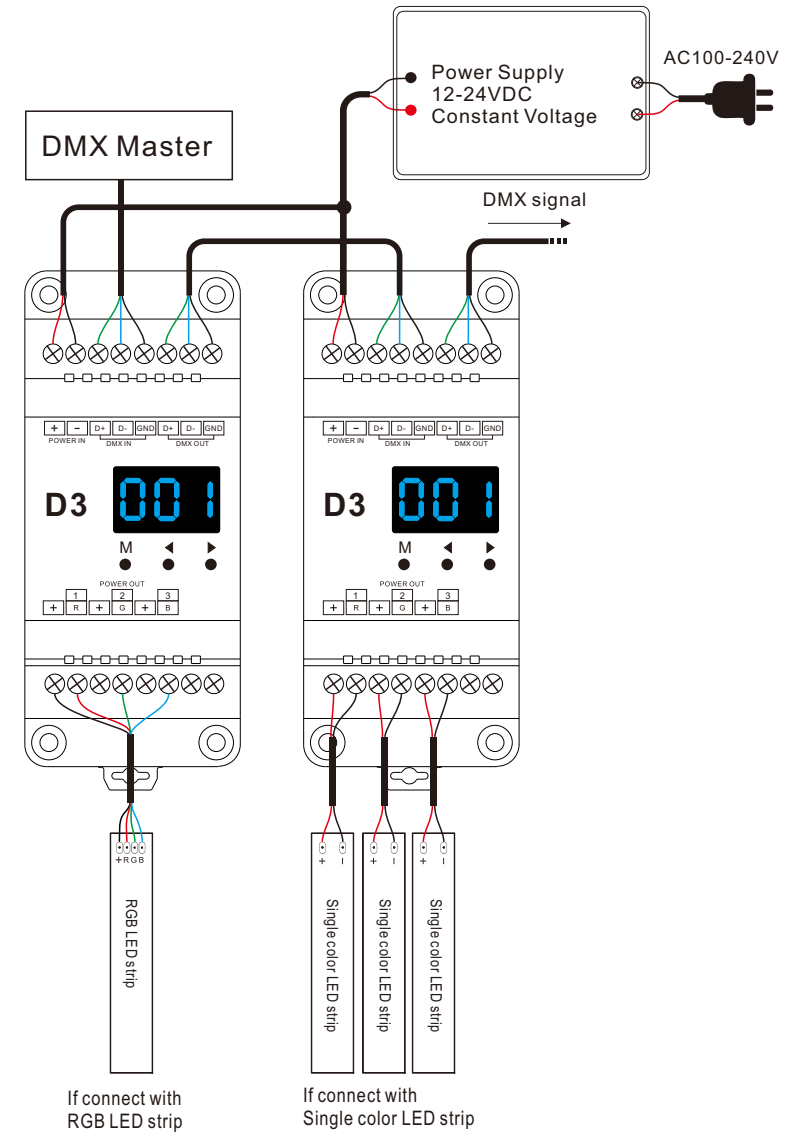 AC100-240V
Power Supply
12-24VDC
Constant Voltage
DMX Master
DMX signal
+ − D+ D- GND D+ D- GND
POWER IN DMX IN DMX OUT
D3 001
M ◀ ▶
POWER OUT
1 2 3
+ R + G + B
+ − D+ D- GND D+ D- GND
POWER IN DMX IN DMX OUT
D3 001
M ◀ ▶
POWER OUT
1 2 3
+ R + G + B
+RGB
RGB LED strip
+ −
Single color LED strip
+ −
Single color LED strip
+ −
Single color LED strip
If connect with
RGB LED strip
If connect with
Single color LED strip